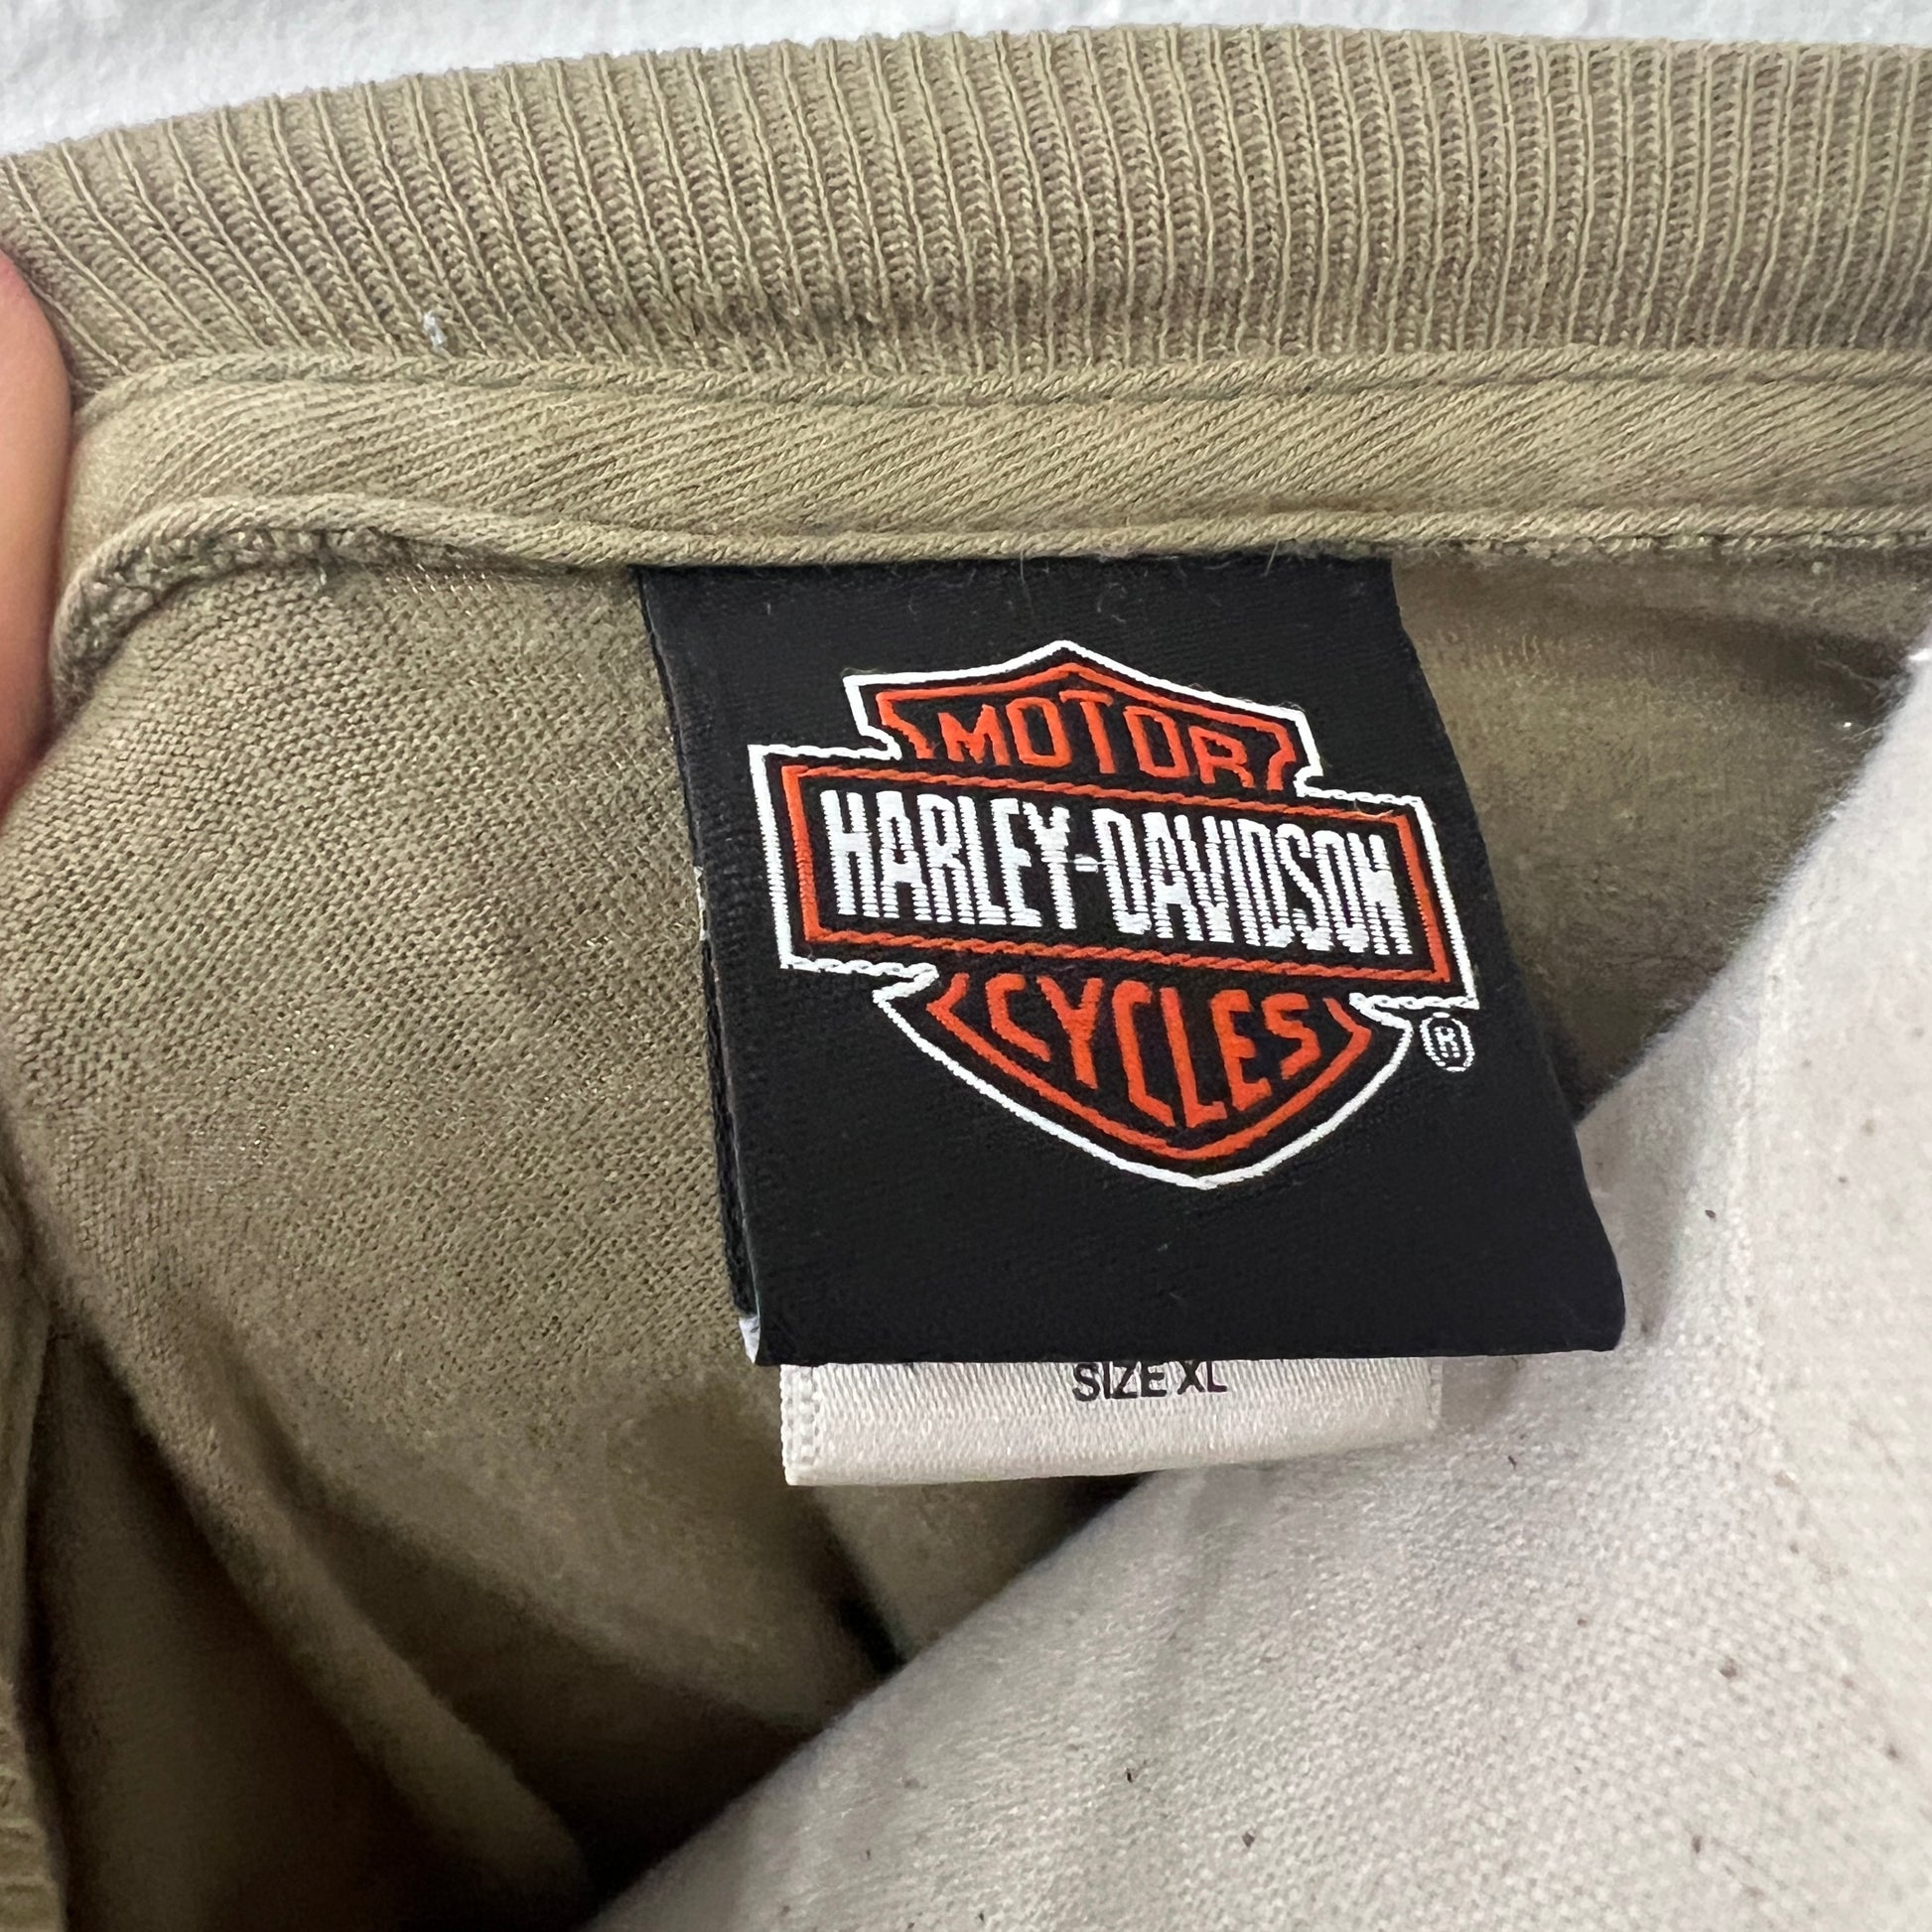 MOTOR
HARLEY-DAVIDSON
CYCLES
®
SIZE XL